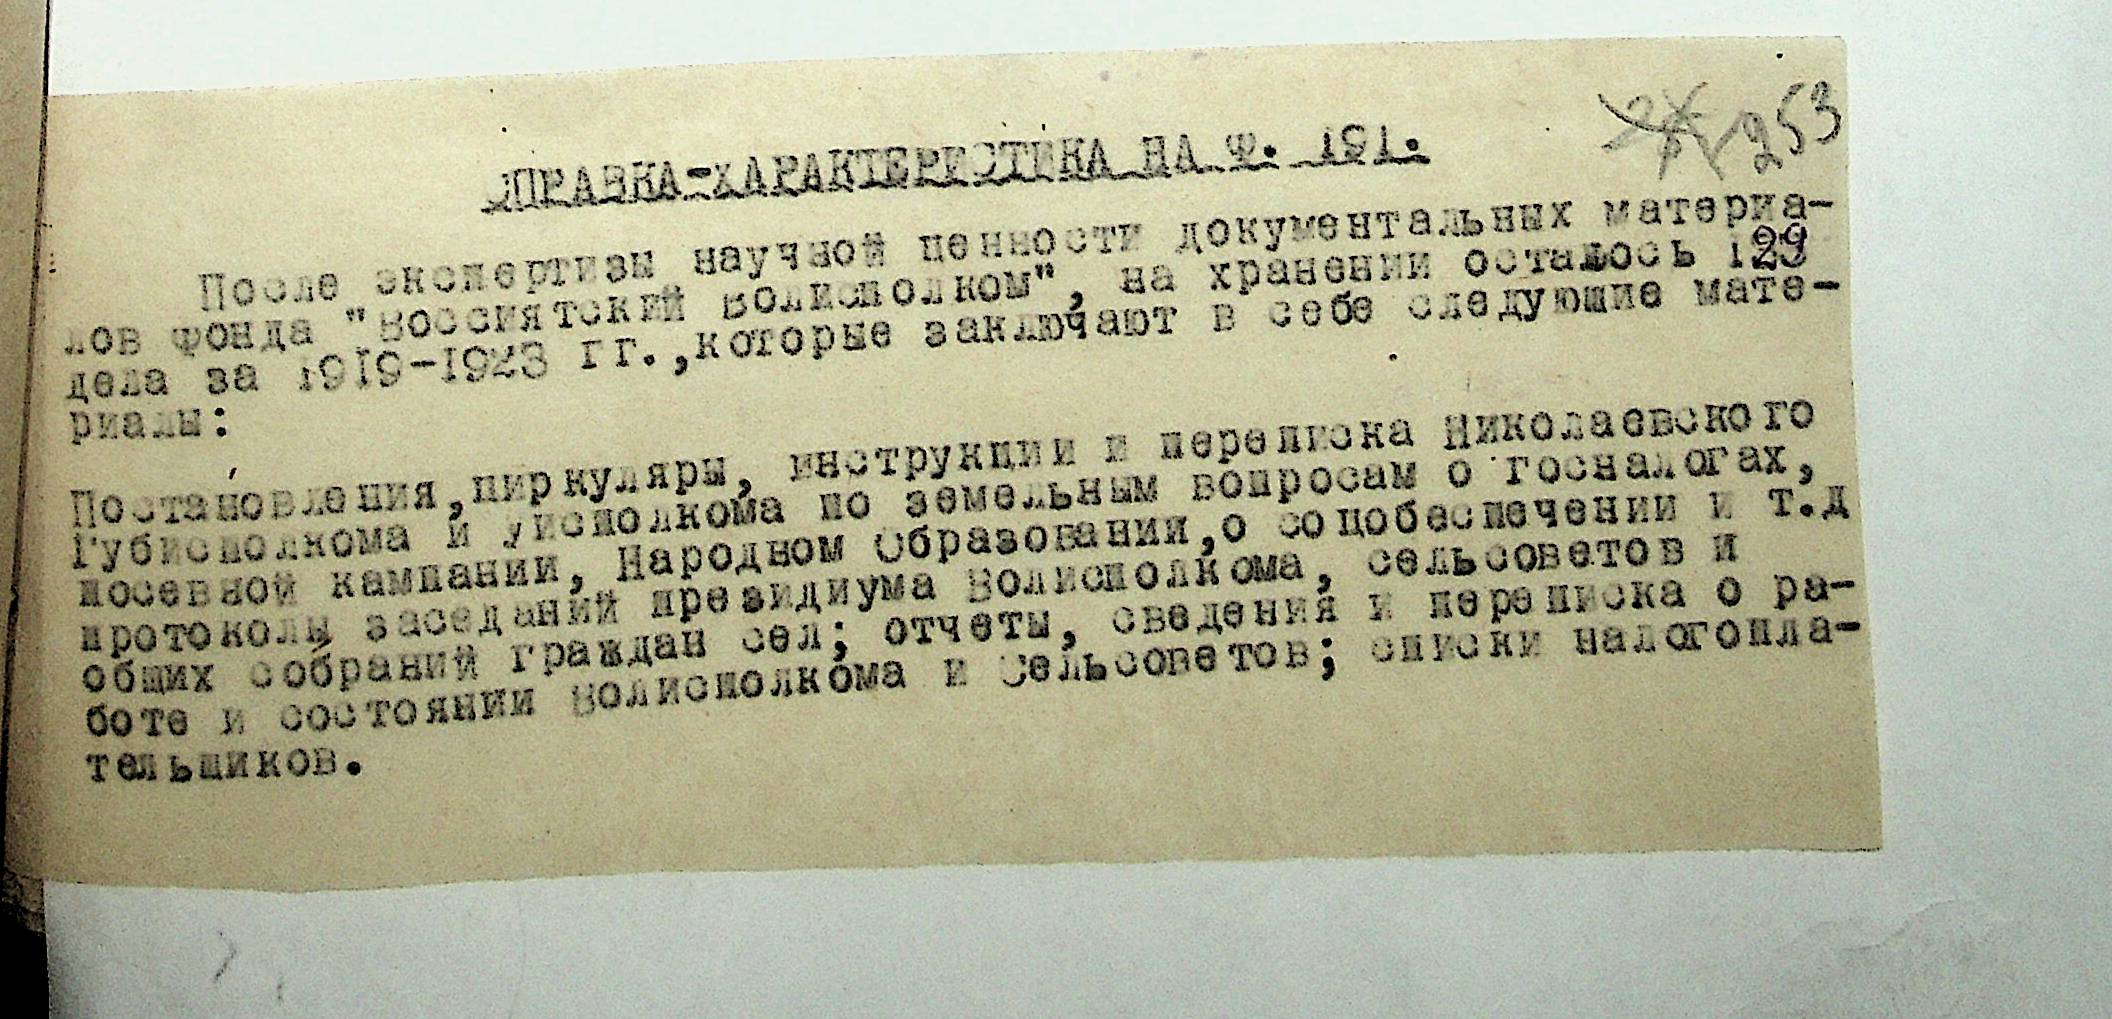 253
СПРАВКА-ХАРАКТЕРИСТИКА НА Ф. 191.
После экспертизы научной ценности документальных материа-
лов фонда "Воссиятский Волисполком", на хранении осталось 129
дела за 1919-1923 г г. ,которые заключают в себе следующие мате-
риалы:
Постановления,циркуляры, инструкции и переписка Николаевского
Губисполкома и Уисполкома по земельным вопросам о госналогах,
посевной кампании, Народном Образовании,о соцобеспечении и т.д
протоколы заседаний президиума Волисполкома, сельсоветов и
общих собраний граждан сел; отчеты, сведения и переписка о ра-
боте и состоянии Волисполкома и Сельсоветов; списки налогопла-
тельщиков.